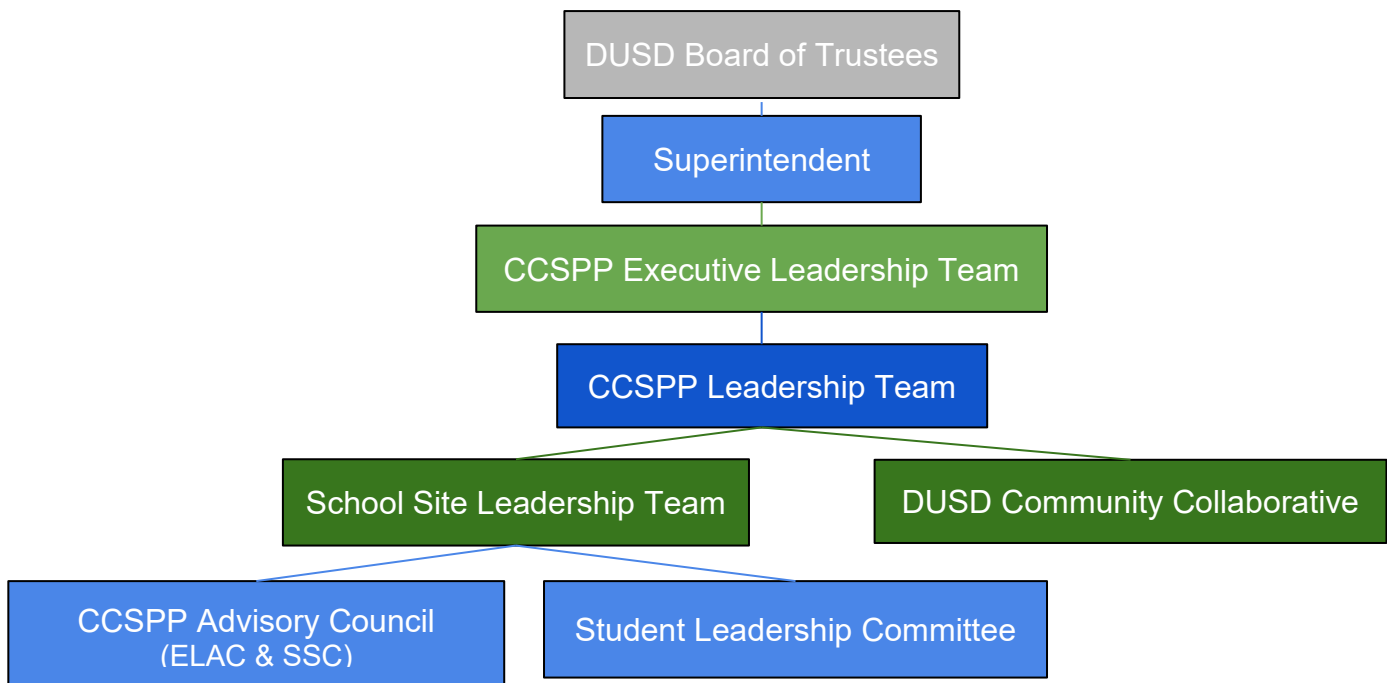 DUSD Board of Trustees
Superintendent
CCSPP Executive Leadership Team
CCSPP Leadership Team
School Site Leadership Team
DUSD Community Collaborative
CCSPP Advisory Council
(ELAC & SSC)
Student Leadership Committee